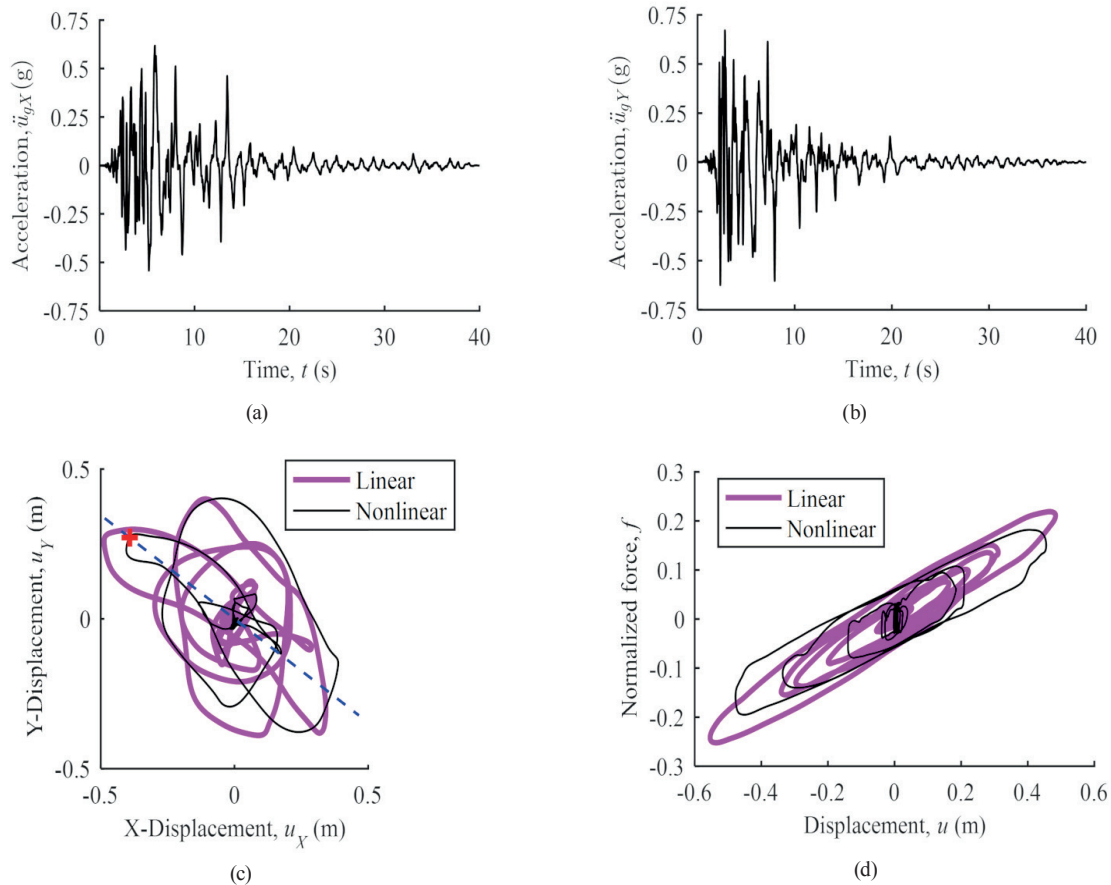 0.75
0.5
0.25
0
-0.25
-0.5
-0.75
Acceleration, ü_gX (g)
0 10 20 30 40
Time, t (s)
(a)
0.75
0.5
0.25
0
-0.25
-0.5
-0.75
Acceleration, ü_gY (g)
0 10 20 30 40
Time, t (s)
(b)
0.5
0
-0.5
Y-Displacement, u_Y (m)
Linear
Nonlinear
-0.5 0 0.5
X-Displacement, u_X (m)
(c)
0.3
0.2
0.1
0
-0.1
-0.2
-0.3
Normalized force, f
Linear
Nonlinear
-0.6 -0.4 -0.2 0 0.2 0.4 0.6
Displacement, u (m)
(d)